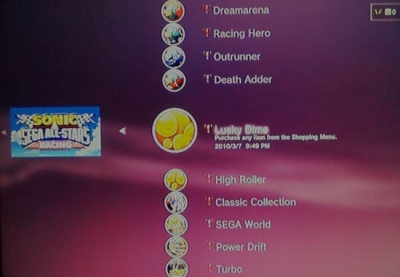 Dreamarena
Racing Hero
Outrunner
Death Adder
SONIC
SEGA ALL-STARS
RACING
Lucky Dime
Purchase any item from the Shopping Menu.
2010/3/7 9:49 PM
High Roller
Classic Collection
SEGA World
Power Drift
Turbo